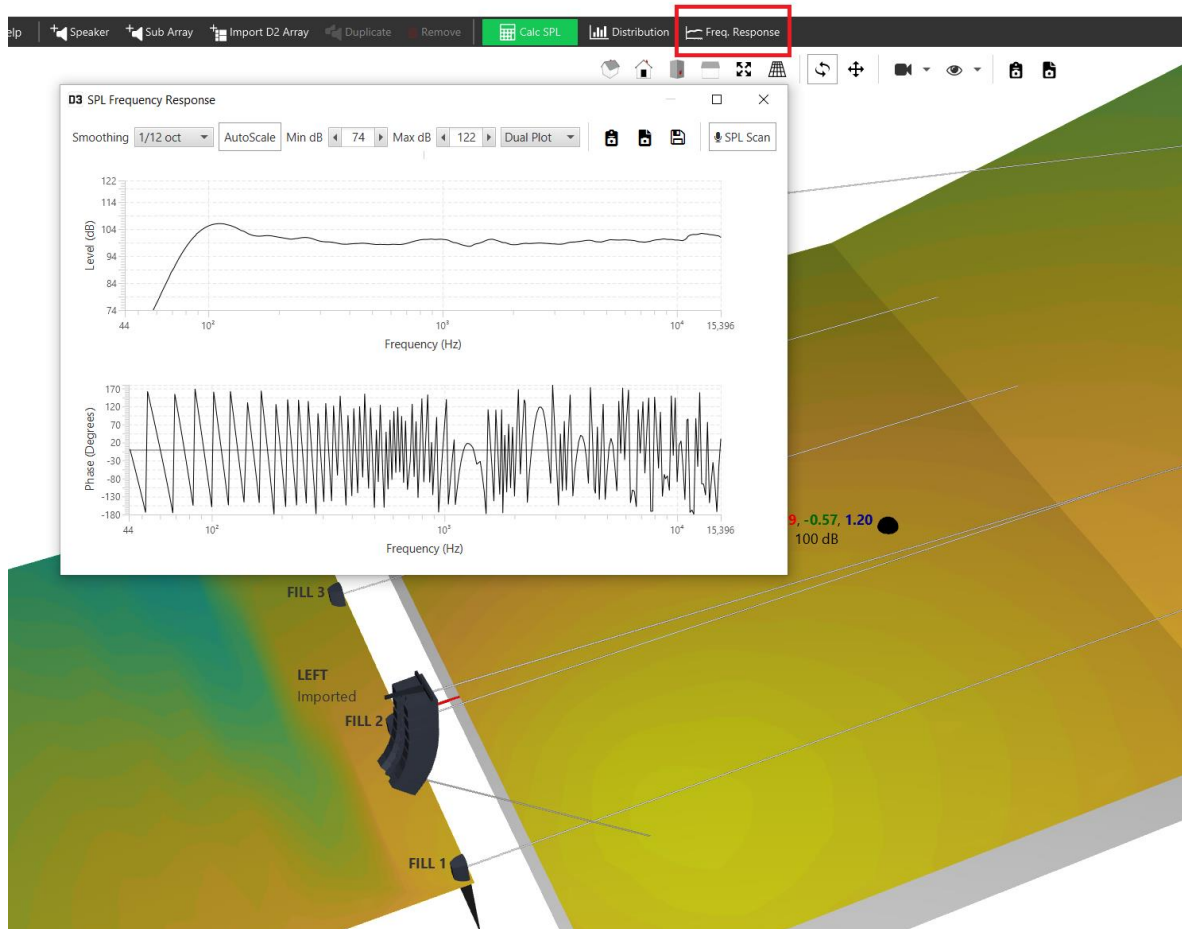 elp Speaker Sub Array Import D2 Array Duplicate Remove Calc SPL Distribution Freq. Response
D3 SPL Frequency Response
Smoothing 1/12 oct AutoScale Min dB 74 Max dB 122 Dual Plot SPL Scan
122
114
104
94
84
74
Level (dB)
44 10² 10³ 10⁴ 15,396
Frequency (Hz)
170
120
70
20
-30
-80
-130
-180
Phase (Degrees)
44 10² 10³ 10⁴ 15,396
Frequency (Hz)
9, -0.57, 1.20
100 dB
FILL 3
LEFT
Imported
FILL 2
FILL 1